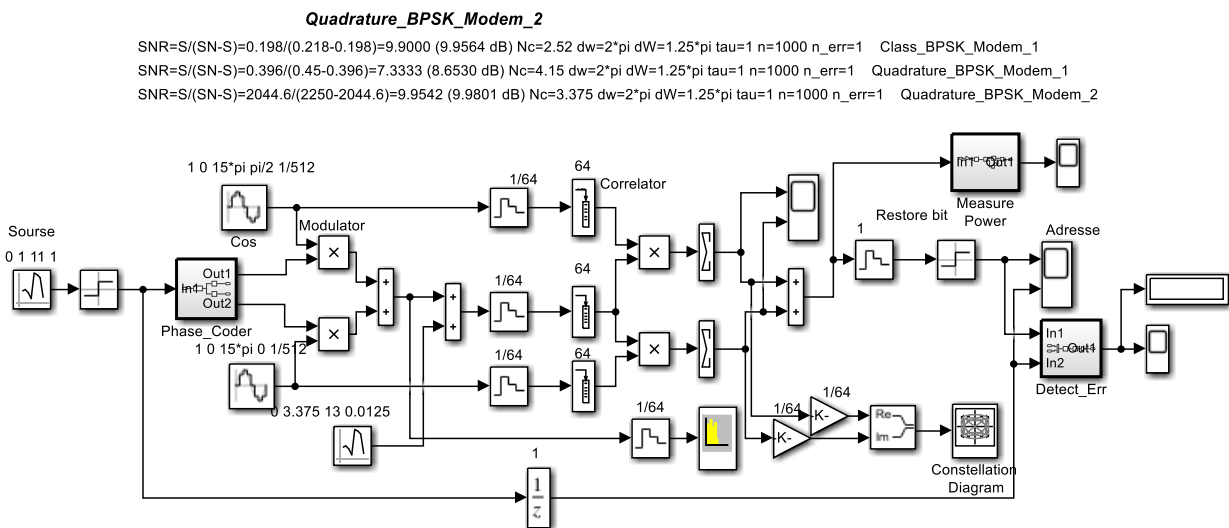 Quadrature_BPSK_Modem_2
SNR=S/(SN-S)=0.198/(0.218-0.198)=9.9000 (9.9564 dB) Nc=2.52 dw=2*pi dW=1.25*pi tau=1 n=1000 n_err=1 Class_BPSK_Modem_1
SNR=S/(SN-S)=0.396/(0.45-0.396)=7.3333 (8.6530 dB) Nc=4.15 dw=2*pi dW=1.25*pi tau=1 n=1000 n_err=1 Quadrature_BPSK_Modem_1
SNR=S/(SN-S)=2044.6/(2250-2044.6)=9.9542 (9.9801 dB) Nc=3.375 dw=2*pi dW=1.25*pi tau=1 n=1000 n_err=1 Quadrature_BPSK_Modem_2
1 0 15*pi pi/2 1/512
Cos
Modulator
1/64
64
Correlator
In1
Out1
Measure
Power
Restore bit
1
Adresse
Sourse
0 1 11 1
In1
Out1
Out2
Phase_Coder
1/64
64
1 0 15*pi 0 1/512
1/64
64
0 3.375 13 0.0125
1/64
1/64
1/64
-K-
-K-
Re
Im
Constellation
Diagram
In1
In2
Out1
Detect_Err
1
1
z